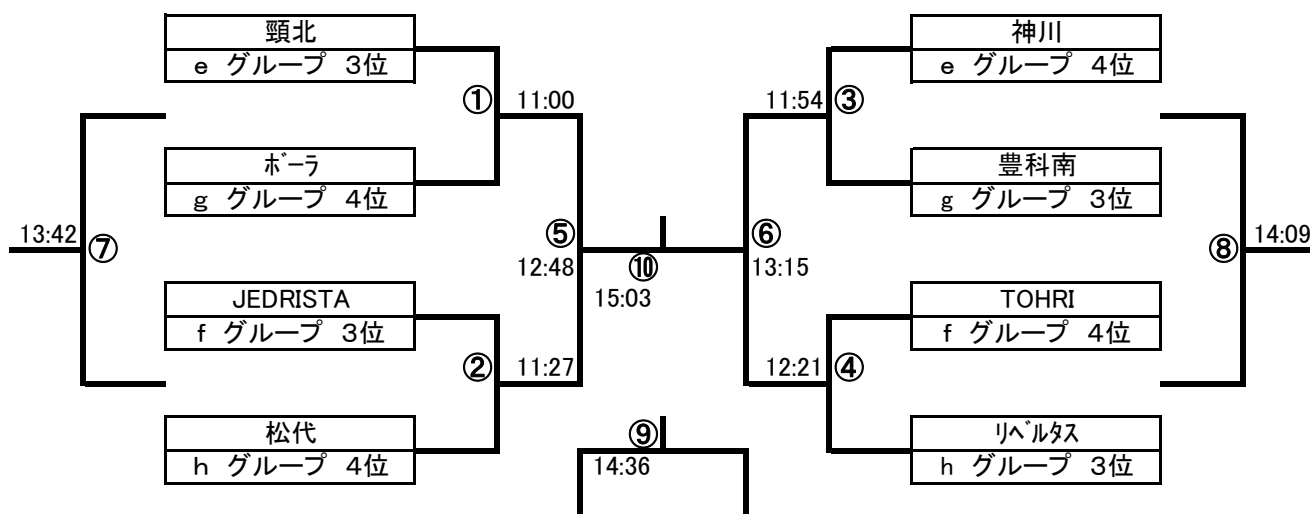 頸北
e グループ 3位
神川
e グループ 4位
① 11:00
11:54 ③
ﾎﾞｰﾗ
g グループ 4位
豊科南
g グループ 3位
13:42 ⑦
⑤
12:48
⑩
15:03
⑥
13:15
⑧ 14:09
JEDRISTA
f グループ 3位
TOHRI
f グループ 4位
② 11:27
12:21 ④
松代
h グループ 4位
⑨
14:36
ﾘﾍﾞﾙﾀｽ
h グループ 3位